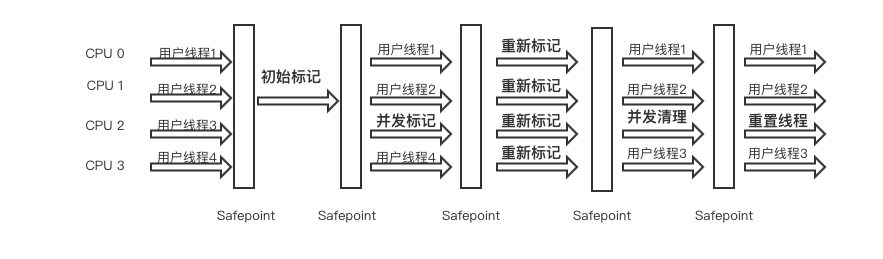 CPU 0
用户线程1
初始标记
用户线程1
重新标记
用户线程1
用户线程1
CPU 1
用户线程2
用户线程2
重新标记
用户线程2
用户线程2
CPU 2
用户线程3
并发标记
重新标记
并发清理
重置线程
CPU 3
用户线程4
用户线程4
重新标记
用户线程3
用户线程3
Safepoint
Safepoint
Safepoint
Safepoint
Safepoint